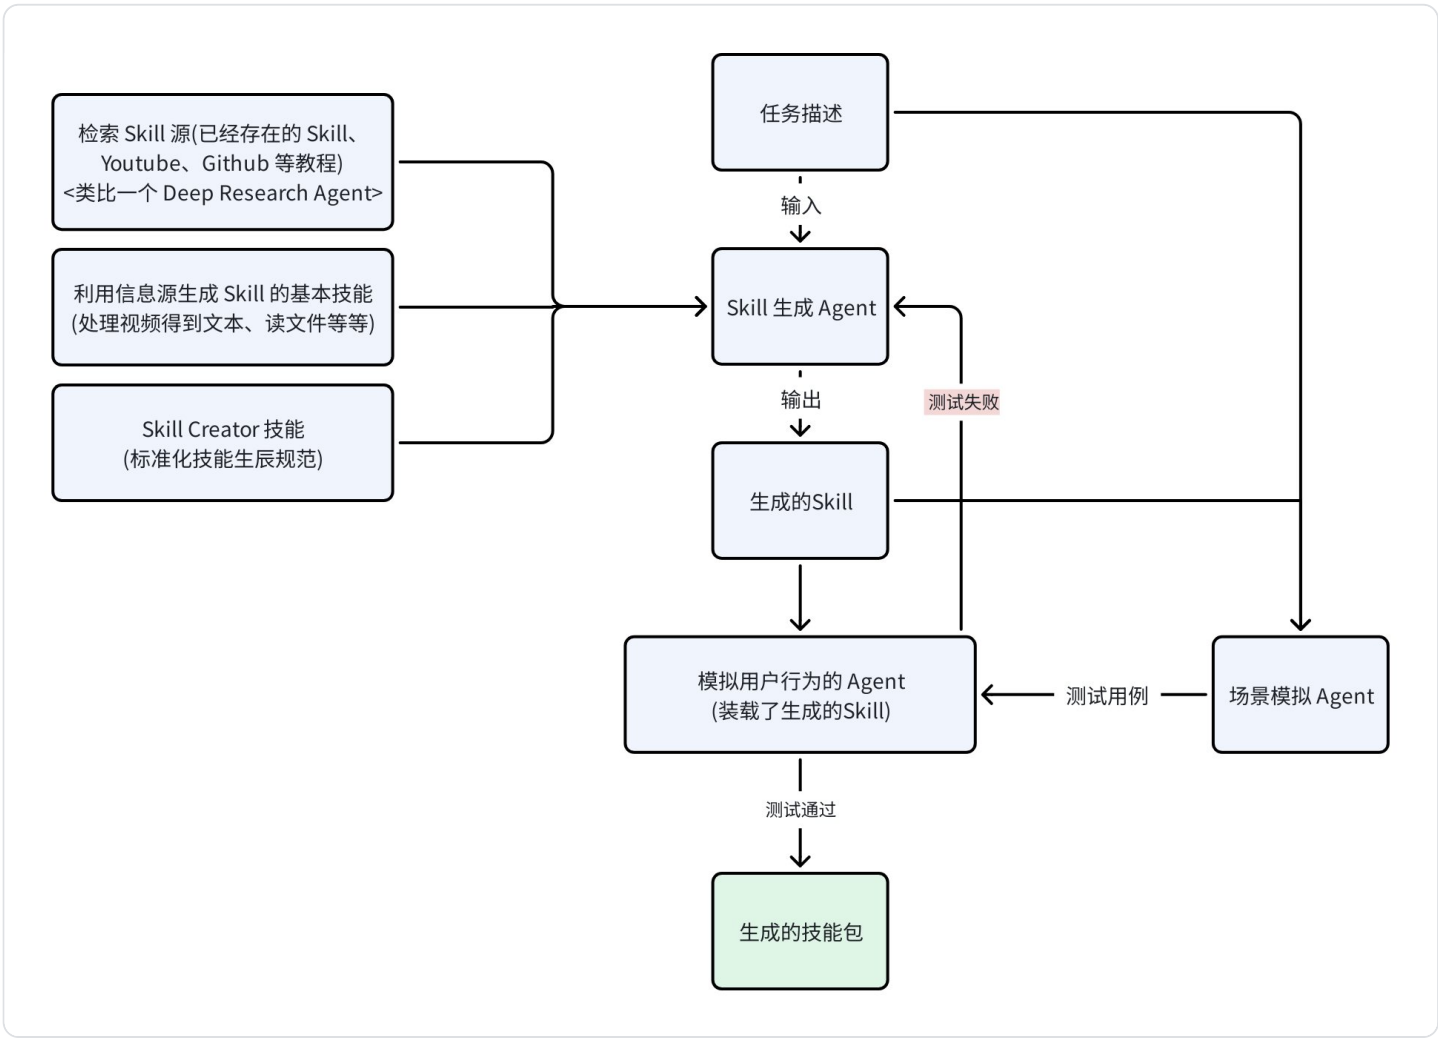 任务描述
检索 Skill 源(已经存在的 Skill、
Youtube、Github 等教程)
<类比一个 Deep Research Agent>
输入
利用信息源生成 Skill 的基本技能
(处理视频得到文本、读文件等等)
Skill 生成 Agent
输出
测试失败
Skill Creator 技能
(标准化技能生辰规范)
生成的Skill
模拟用户行为的 Agent
(装载了生成的Skill)
测试用例
场景模拟 Agent
测试通过
生成的技能包